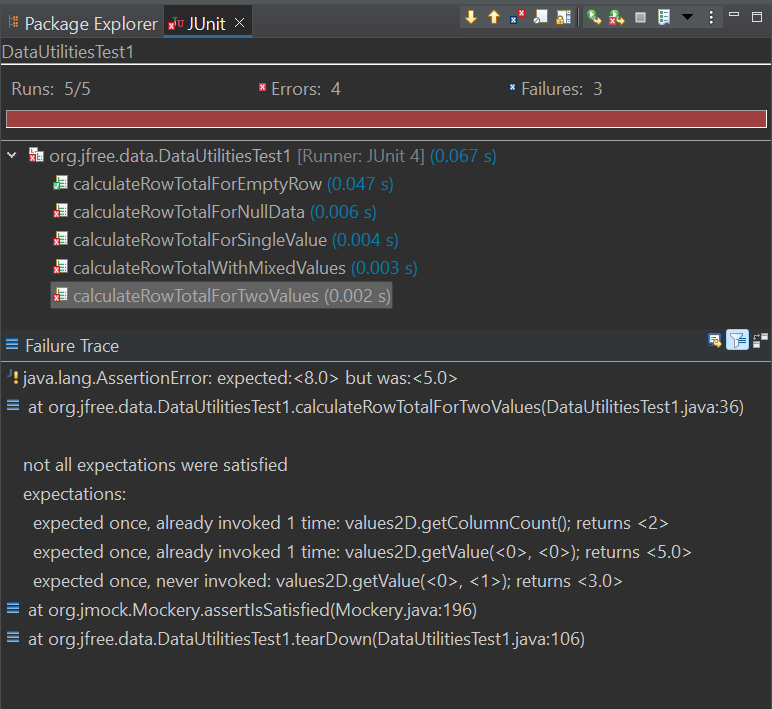 Package Explorer JUnit
DataUtilitiesTest1
Runs: 5/5 Errors: 4 Failures: 3
org.jfree.data.DataUtilitiesTest1 [Runner: JUnit 4] (0.067 s)
calculateRowTotalForEmptyRow (0.047 s)
calculateRowTotalForNullData (0.006 s)
calculateRowTotalForSingleValue (0.004 s)
calculateRowTotalWithMixedValues (0.003 s)
calculateRowTotalForTwoValues (0.002 s)
Failure Trace
java.lang.AssertionError: expected:<8.0> but was:<5.0>
at org.jfree.data.DataUtilitiesTest1.calculateRowTotalForTwoValues(DataUtilitiesTest1.java:36)
not all expectations were satisfied
expectations:
expected once, already invoked 1 time: values2D.getColumnCount(); returns <2>
expected once, already invoked 1 time: values2D.getValue(<0>, <0>); returns <5.0>
expected once, never invoked: values2D.getValue(<0>, <1>); returns <3.0>
at org.jmock.Mockery.assertIsSatisfied(Mockery.java:196)
at org.jfree.data.DataUtilitiesTest1.tearDown(DataUtilitiesTest1.java:106)